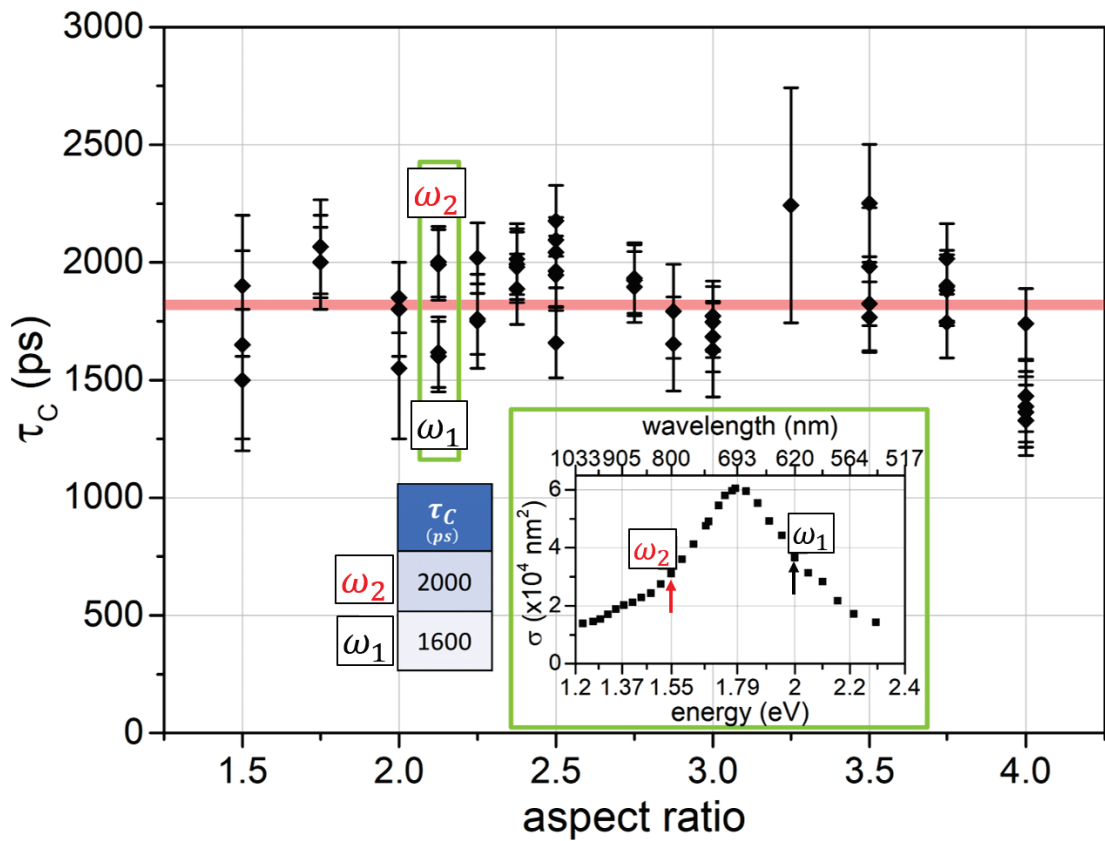 3000
2500
2000
1500
1000
500
0
τC (ps)
1.5 2.0 2.5 3.0 3.5 4.0
aspect ratio
ω2
ω1
τC
(ps)
ω2 2000
ω1 1600
wavelength (nm)
1033 905 800 693 620 564 517
6
4
2
0
σ (x10⁴ nm²)
ω2
ω1
1.2 1.37 1.55 1.79 2 2.2 2.4
energy (eV)